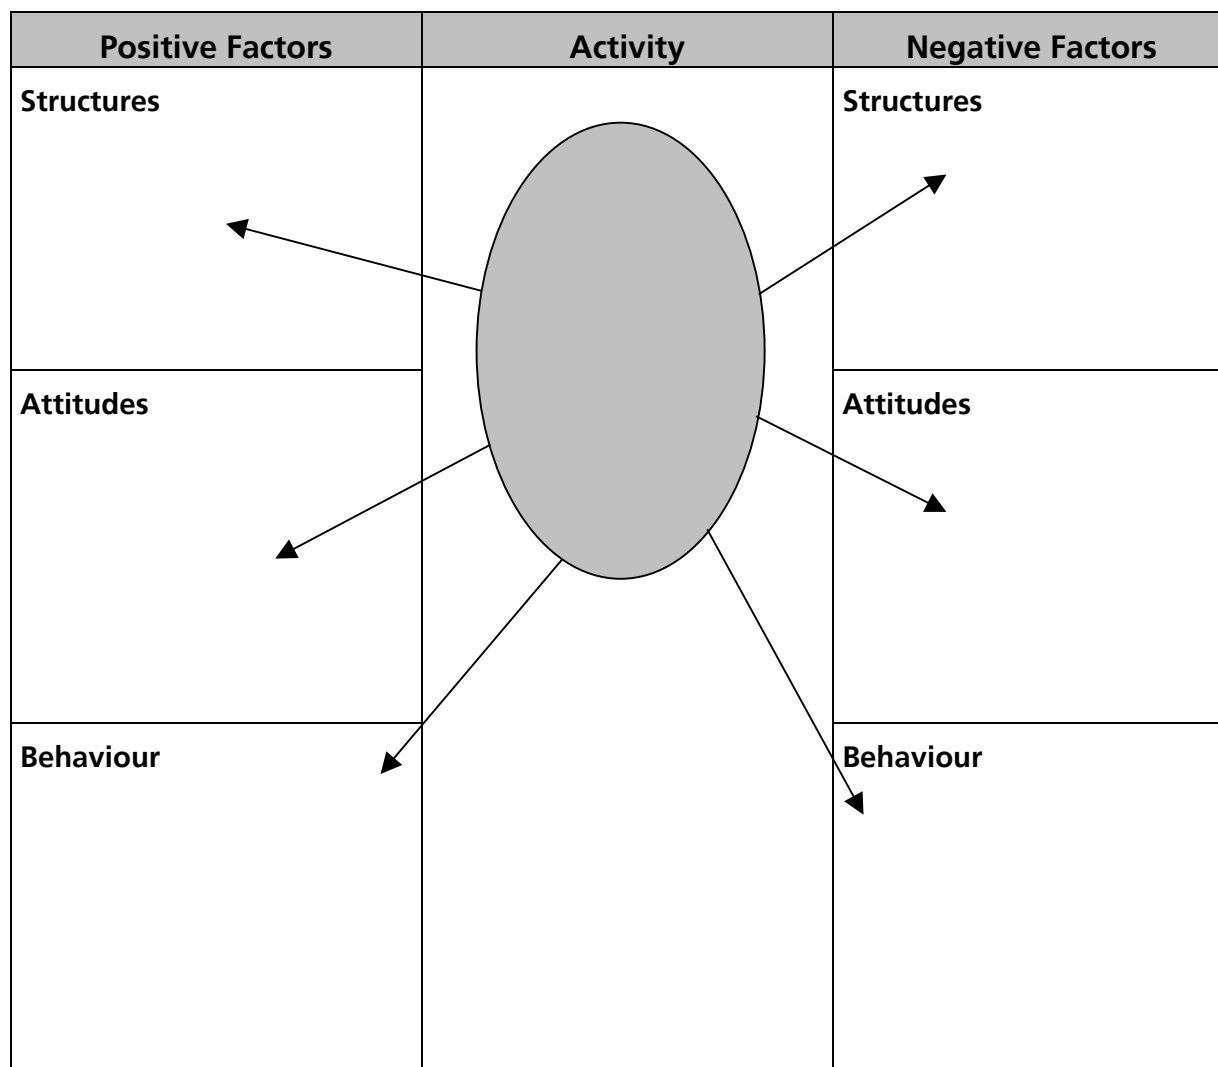 Positive Factors
Activity
Negative Factors
Structures
Structures
Attitudes
Attitudes
Behaviour
Behaviour